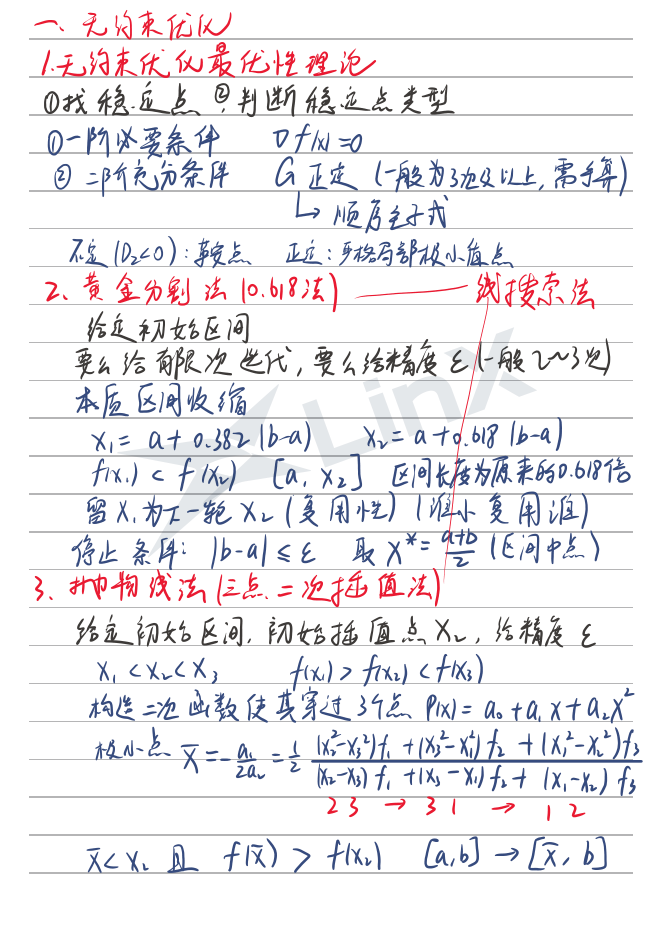 一、无约束优化
1.无约束优化最优性理论
①找稳定点 ②判断稳定点类型
①一阶必要条件 ∇f(x)=0
② 二阶充分条件 G 正定 (一般为3边及以上, 需手算)
↳ 顺序主子式
不定(D₂<0): 鞍点 正定: 严格局部极小值点
2、黄金分割法(0.618法) —— 线搜索法
给定初始区间
要么给有限次迭代, 要么给精度 ε (一般2~3次)
本质 区间收缩
x₁ = a+0.382(b-a) x₂ = a+0.618(b-a)
f(x₁) < f(x₂) [a, x₂] 区间长度为原来的0.618倍
留 x₁ 为下一轮 x₂ (复用性) (谁小复用谁)
停止条件: |b-a| ≤ ε 取 x* = (a+b)/2 (区间中点)
3、抛物线法(三点二次插值法)
给定初始区间, 初始插值点 x₂, 给精度 ε
x₁ < x₂ < x₃ f(x₁) > f(x₂) < f(x₃)
构造二次函数使其穿过3个点 P(x) = a₀+a₁x+a₂x²
极小点 x̄ = -a₁/2a₂ = 1/2 ((x₂²-x₃²)f₁+(x₃²-x₁²)f₂+(x₁²-x₂²)f₃)/((x₂-x₃)f₁+(x₃-x₁)f₂+(x₁-x₂)f₃)
2 3 → 3 1 → 1 2
x̄ < x₂ 且 f(x̄) > f(x₂) [a,b] → [x̄, b]
LinX